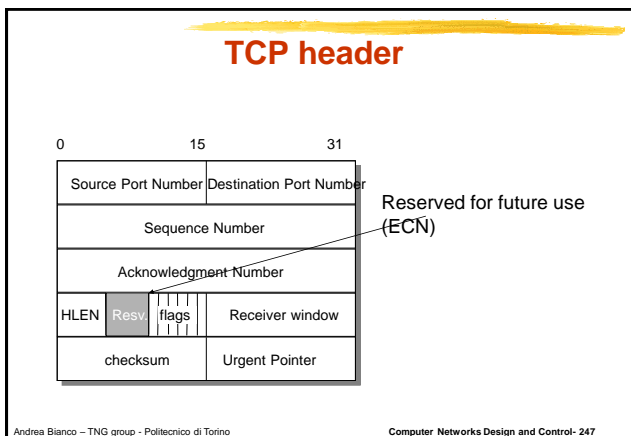 TCP header
0 15 31
Source Port Number Destination Port Number
Reserved for future use
(ECN)
Sequence Number
Acknowledgment Number
HLEN Resv. flags Receiver window
checksum Urgent Pointer
Andrea Bianco – TNG group - Politecnico di Torino Computer Networks Design and Control- 247